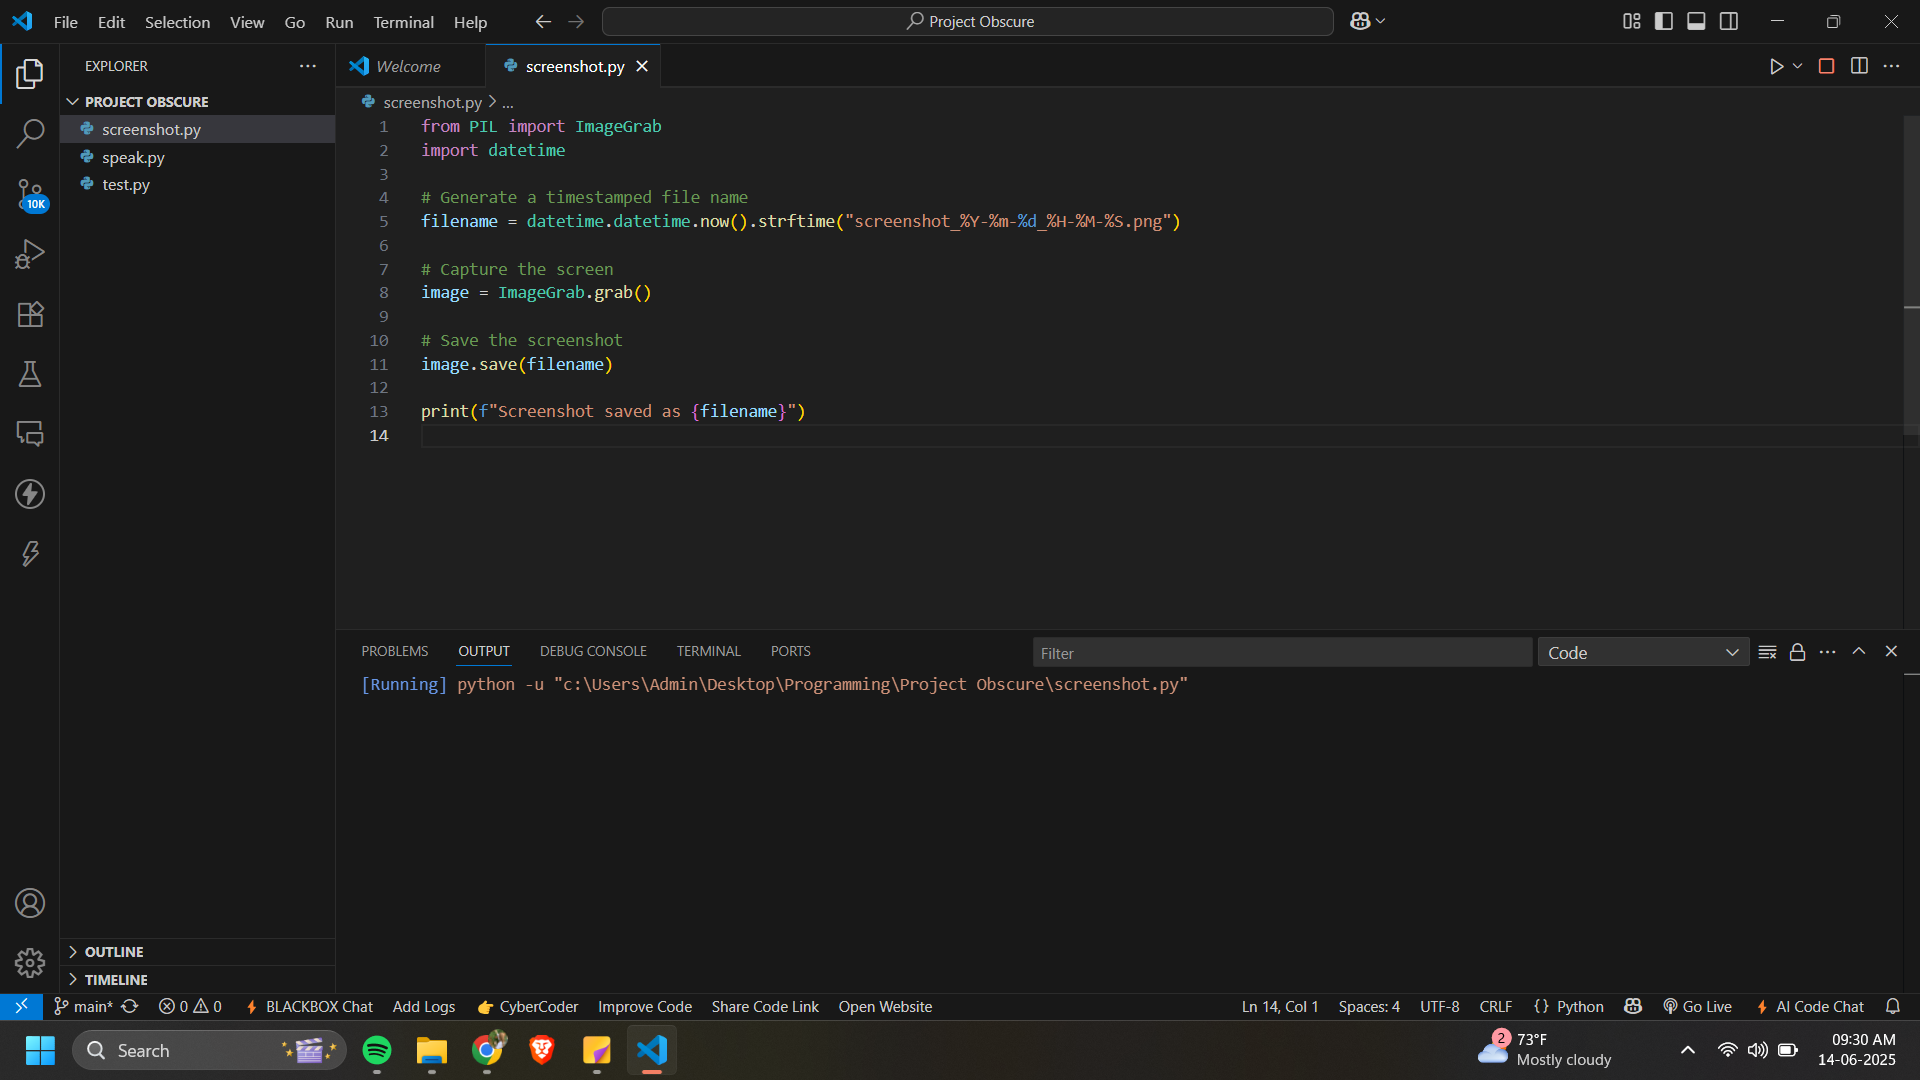 File Edit Selection View Go Run Terminal Help
Project Obscure
EXPLORER
PROJECT OBSCURE
screenshot.py
speak.py
test.py
10K
OUTLINE
TIMELINE
Welcome
screenshot.py
screenshot.py > ...
1 from PIL import ImageGrab
2 import datetime
3
4 # Generate a timestamped file name
5 filename = datetime.datetime.now().strftime("screenshot_%Y-%m-%d_%H-%M-%S.png")
6
7 # Capture the screen
8 image = ImageGrab.grab()
9
10 # Save the screenshot
11 image.save(filename)
12
13 print(f"Screenshot saved as {filename}")
14
PROBLEMS OUTPUT DEBUG CONSOLE TERMINAL PORTS
Filter
Code
[Running] python -u "c:\Users\Admin\Desktop\Programming\Project Obscure\screenshot.py"
main* 0 0 BLACKBOX Chat Add Logs CyberCoder Improve Code Share Code Link Open Website
Ln 14, Col 1 Spaces: 4 UTF-8 CRLF {} Python Go Live AI Code Chat
Search
2
73°F
Mostly cloudy
09:30 AM
14-06-2025